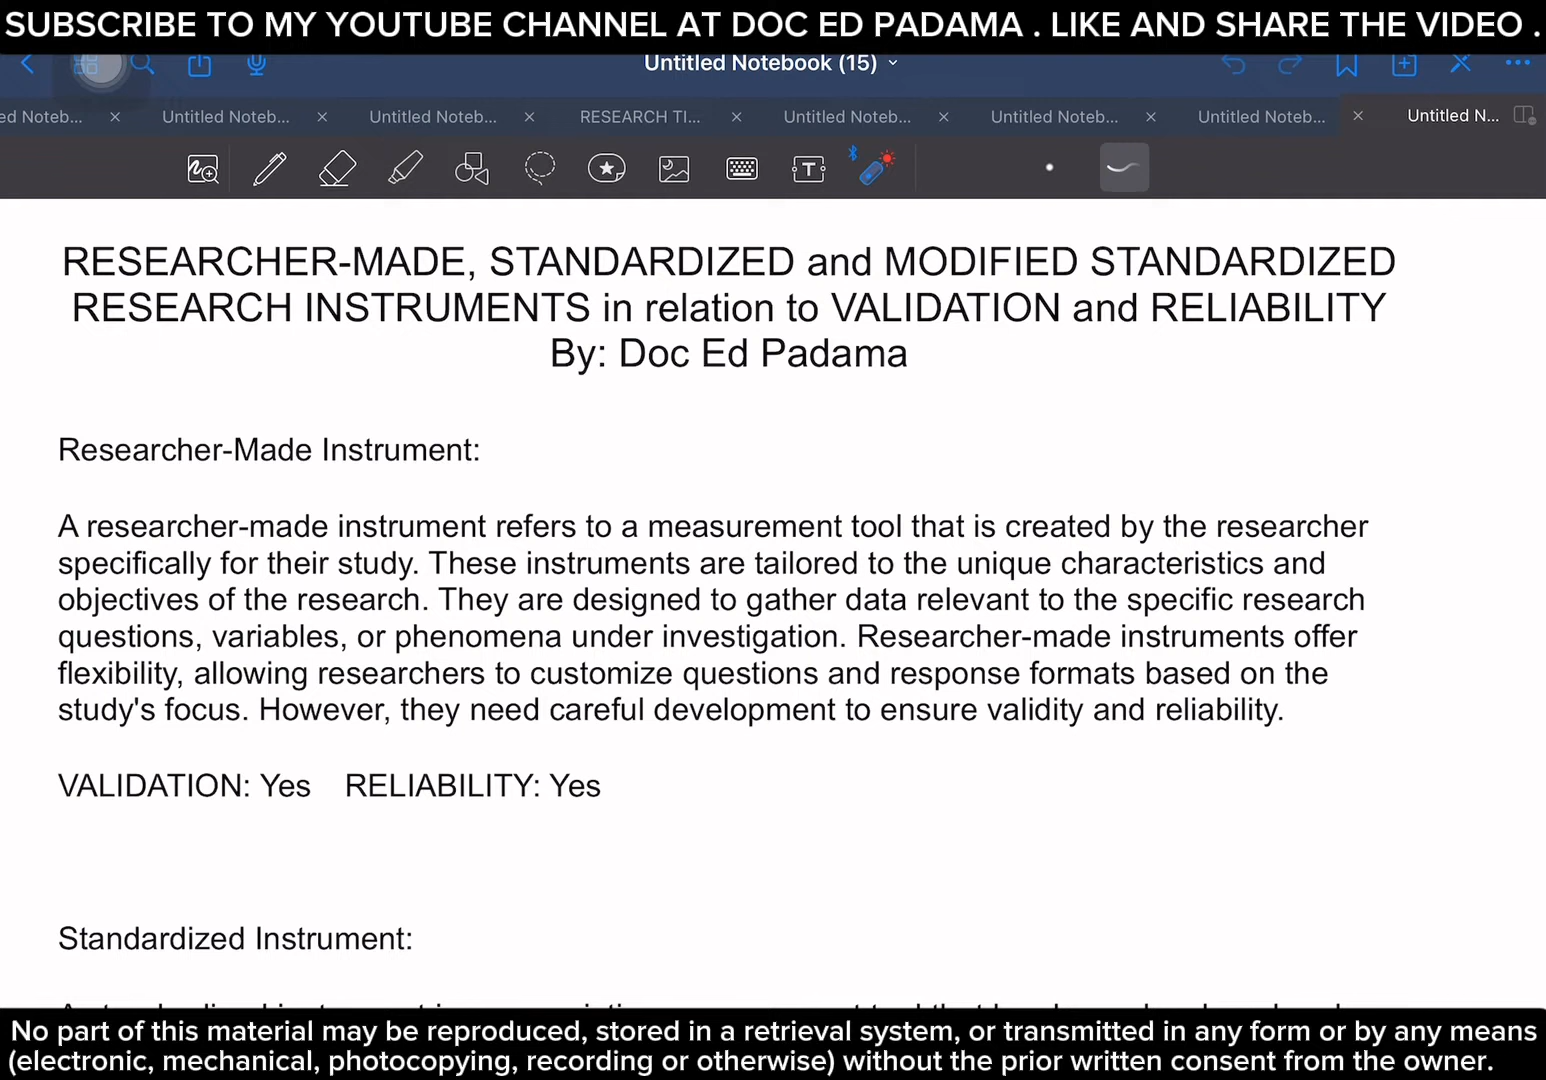 SUBSCRIBE TO MY YOUTUBE CHANNEL AT DOC ED PADAMA . LIKE AND SHARE THE VIDEO .
Untitled Notebook (15)
ed Noteb... Untitled Noteb... Untitled Noteb... RESEARCH TI... Untitled Noteb... Untitled Noteb... Untitled Noteb... Untitled N...
T
RESEARCHER-MADE, STANDARDIZED and MODIFIED STANDARDIZED
RESEARCH INSTRUMENTS in relation to VALIDATION and RELIABILITY
By: Doc Ed Padama
Researcher-Made Instrument:
A researcher-made instrument refers to a measurement tool that is created by the researcher
specifically for their study. These instruments are tailored to the unique characteristics and
objectives of the research. They are designed to gather data relevant to the specific research
questions, variables, or phenomena under investigation. Researcher-made instruments offer
flexibility, allowing researchers to customize questions and response formats based on the
study's focus. However, they need careful development to ensure validity and reliability.
VALIDATION: Yes RELIABILITY: Yes
Standardized Instrument:
No part of this material may be reproduced, stored in a retrieval system, or transmitted in any form or by any means
(electronic, mechanical, photocopying, recording or otherwise) without the prior written consent from the owner.